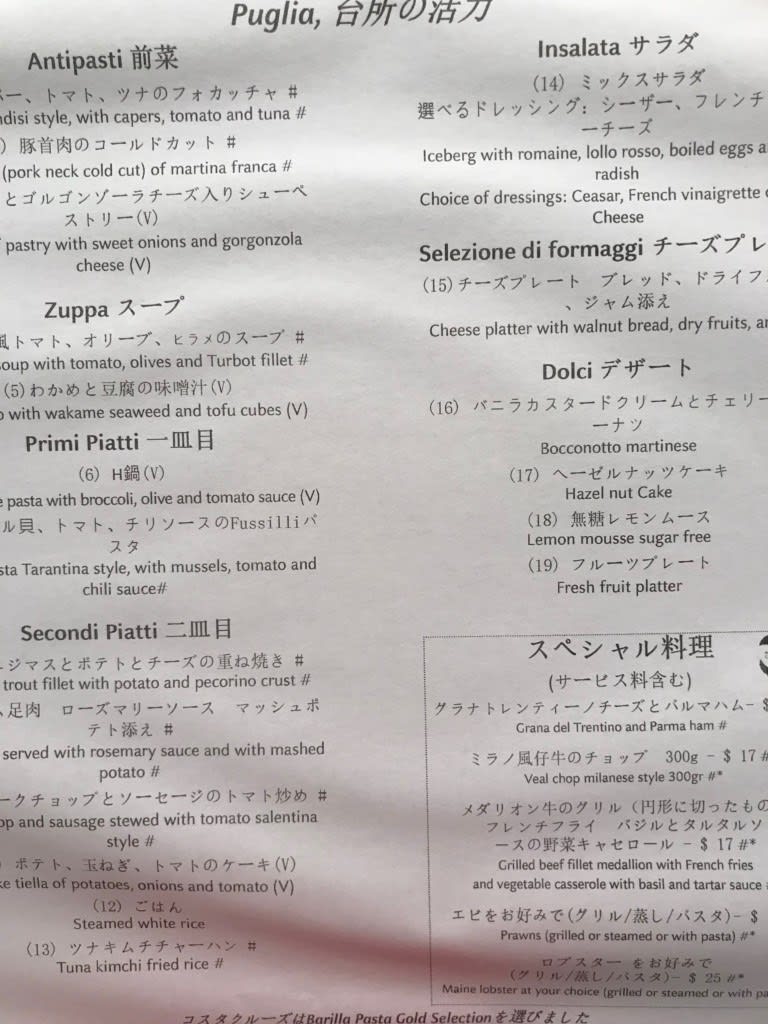 Puglia, 台所の活力
Antipasti 前菜
、トマト、ツナのフォカッチャ #
style, with capers, tomato and tuna #
豚首肉のコールドカット #
(pork neck cold cut) of martina franca #
とゴルゴンゾーラチーズ入りシューペ
ストリー(V)
pastry with sweet onions and gorgonzola
cheese (V)
Zuppa スープ
風トマト、オリーブ、ヒラメのスープ #
soup with tomato, olives and Turbot fillet #
(5)わかめと豆腐の味噌汁(V)
with wakame seaweed and tofu cubes (V)
Primi Piatti 一皿目
(6) H鍋(V)
pasta with broccoli, olive and tomato sauce (V)
ル貝、トマト、チリソースのFussilliパ
スタ
Tarantina style, with mussels, tomato and
chili sauce#
Secondi Piatti 二皿目
ニジマスとポテトとチーズの重ね焼き #
trout fillet with potato and pecorino crust #
足肉 ローズマリーソース マッシュポ
テト添え #
served with rosemary sauce and with mashed
potato #
ークチョップとソーセージのトマト炒め #
and sausage stewed with tomato salentina
style #
ポテト、玉ねぎ、トマトのケーキ(V)
tiella of potatoes, onions and tomato (V)
(12) ごはん
Steamed white rice
(13) ツナキムチチャーハン #
Tuna kimchi fried rice #
Insalata サラダ
(14) ミックスサラダ
選べるドレッシング: シーザー、フレンチ
ーチーズ
Iceberg with romaine, lollo rosso, boiled eggs
radish
Choice of dressings: Ceasar, French vinaigrette
Cheese
Selezione di formaggi チーズプレ
(15)チーズプレート ブレッド、ドライフ
、ジャム添え
Cheese platter with walnut bread, dry fruits,
Dolci デザート
(16) バニラカスタードクリームとチェリー
ーナツ
Bocconotto martinese
(17) ヘーゼルナッツケーキ
Hazel nut Cake
(18) 無糖レモンムース
Lemon mousse sugar free
(19) フルーツプレート
Fresh fruit platter
スペシャル料理
(サービス料含む)
グラナトレンティーノチーズとパルマハム- $
Grana del Trentino and Parma ham #
ミラノ風仔牛のチョップ 300g - $ 17 #
Veal chop milanese style 300gr #*
メダリオン牛のグリル(円形に切ったもの
フレンチフライ バジルとタルタルソ
ースの野菜キャセロール - $ 17 #*
Grilled beef fillet medallion with French fries
and vegetable casserole with basil and tartar sauce
エビをお好みで(グリル/蒸し/パスタ)- $
Prawns (grilled or steamed or with pasta) #*
ロブスター をお好みで
(グリル/蒸し/パスタ)- $ 25 #*
Maine lobster at your choice (grilled or steamed or with
コスタクルーズはBarilla Pasta Gold Selectionを選びました